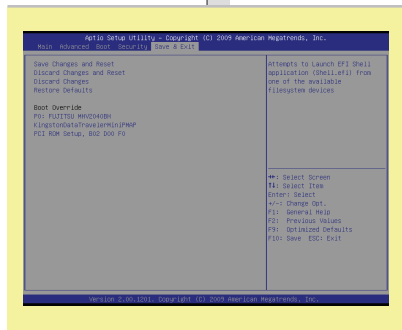 Aptio Setup Utility - Copyright (C) 2009 American Megatrends, Inc.
Main Advanced Boot Security Save & Exit
Save Changes and Reset
Discard Changes and Reset
Discard Changes
Restore Defaults
Boot Override
P0: FUJITSU MHV2040BH
KingstonDataTravelerMiniPMAP
PCI ROM Setup, B02 D00 F0
Attempts to Launch EFI Shell
application (Shell.efi) from
one of the available
filesystem devices
→←: Select Screen
↑↓: Select Item
Enter: Select
+/-: Change Opt.
F1: General Help
F2: Previous Values
F9: Optimized Defaults
F10: Save ESC: Exit
Version 2.00.1201. Copyright (C) 2009 American Megatrends, Inc.